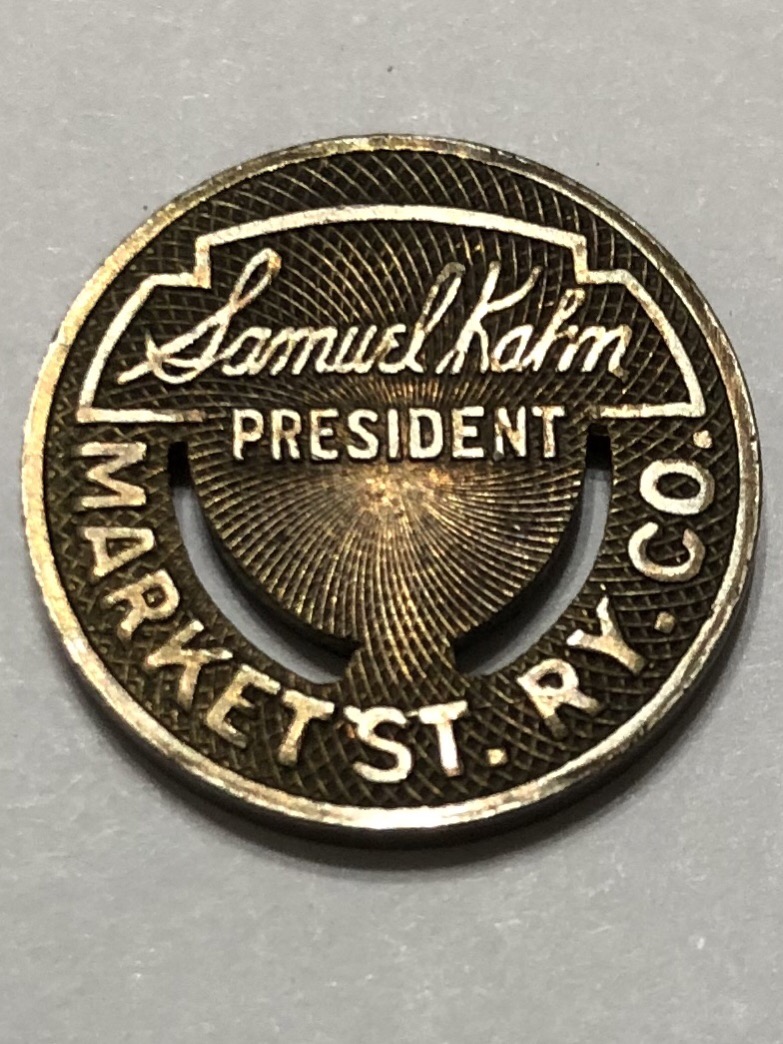 Samuel Kahn
PRESIDENT
MARKET ST. RY. CO.